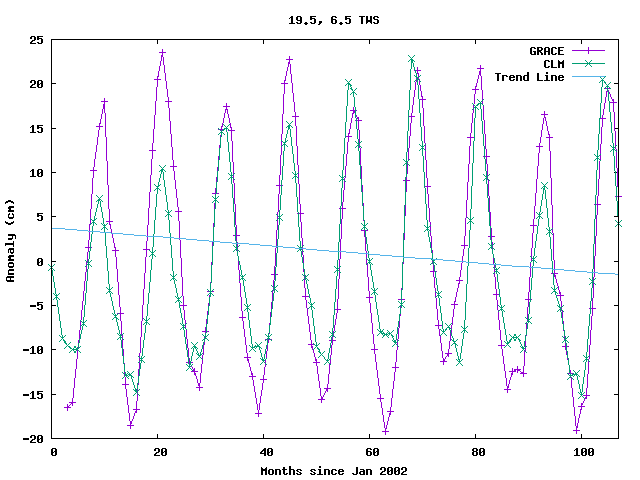 19.5, 6.5 TWS
GRACE
CLM
Trend Line
Anomaly (cm)
25
20
15
10
5
0
-5
-10
-15
-20
0 20 40 60 80 100
Months since Jan 2002